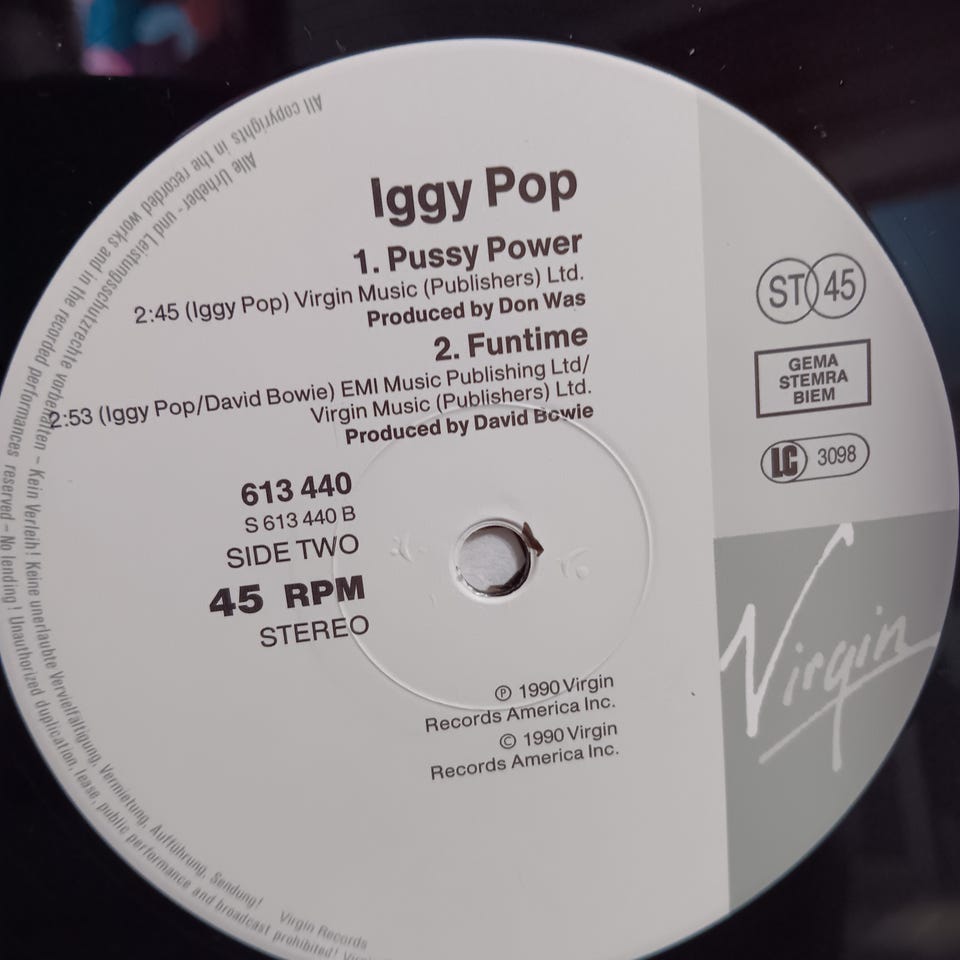 Iggy Pop
1. Pussy Power
2:45 (Iggy Pop) Virgin Music (Publishers) Ltd.
Produced by Don Was
2. Funtime
2:53 (Iggy Pop/David Bowie) EMI Music Publishing Ltd/
Virgin Music (Publishers) Ltd.
Produced by David Bowie
613 440
S 613 440 B
SIDE TWO
45 RPM
STEREO
℗ 1990 Virgin
Records America Inc.
© 1990 Virgin
Records America Inc.
ST 45
GEMA
STEMRA
BIEM
LC 3098
Virgin
Alle Urheber- und Leistungsschutzrechte vorbehalten – Kein Verleih! Keine unerlaubte Vervielfältigung, Vermietung, Aufführung, Sendung! Virgin Records
All copyrights in the recorded works and in the recorded performances reserved – No lending! Unauthorized duplication, lease, public performance and broadcast prohibited!